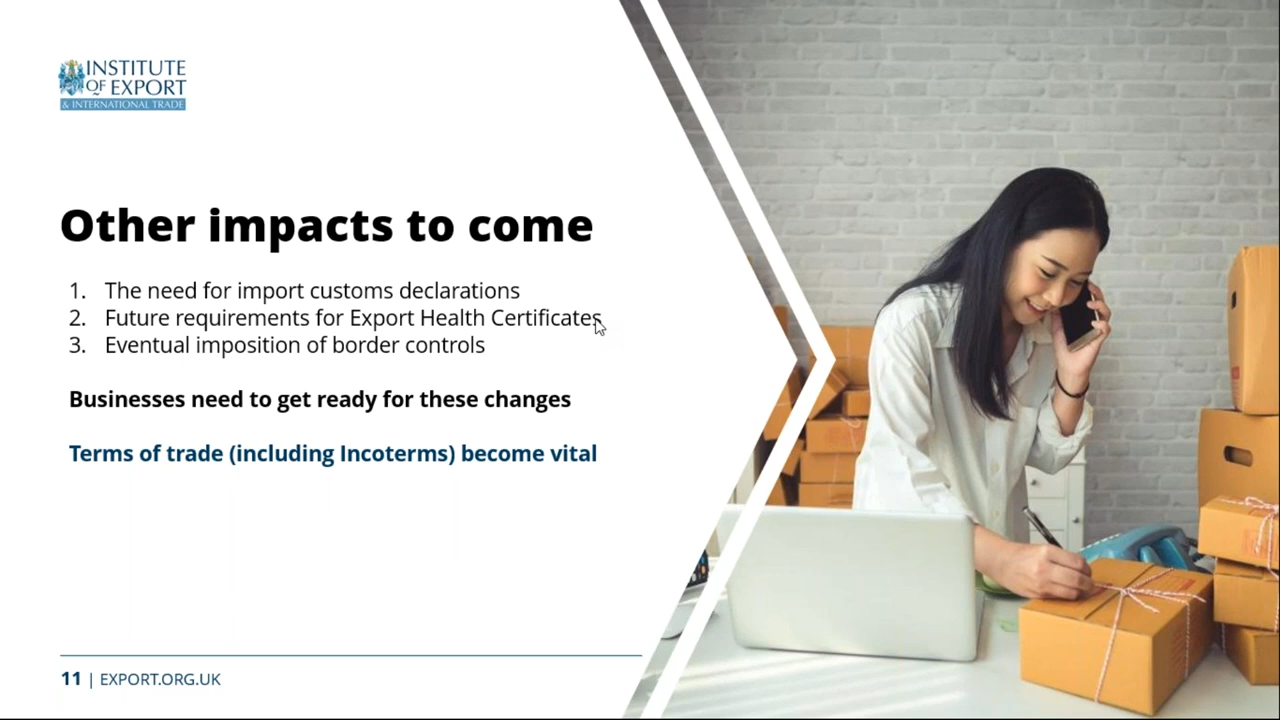 INSTITUTE
OF EXPORT
& INTERNATIONAL TRADE
Other impacts to come
1. The need for import customs declarations
2. Future requirements for Export Health Certificates
3. Eventual imposition of border controls
Businesses need to get ready for these changes
Terms of trade (including Incoterms) become vital
11 | EXPORT.ORG.UK